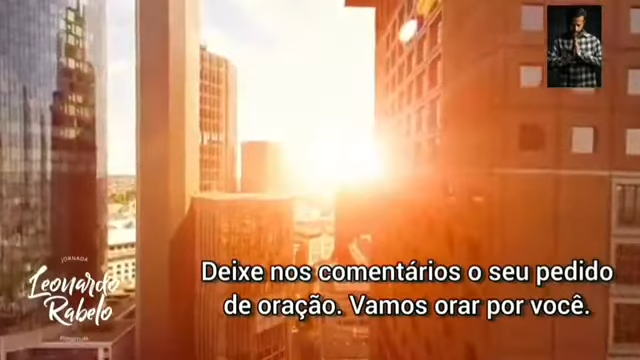 Deixe nos comentários o seu pedido
de oração. Vamos orar por você.
JORNADA
Leonardo
Rabelo